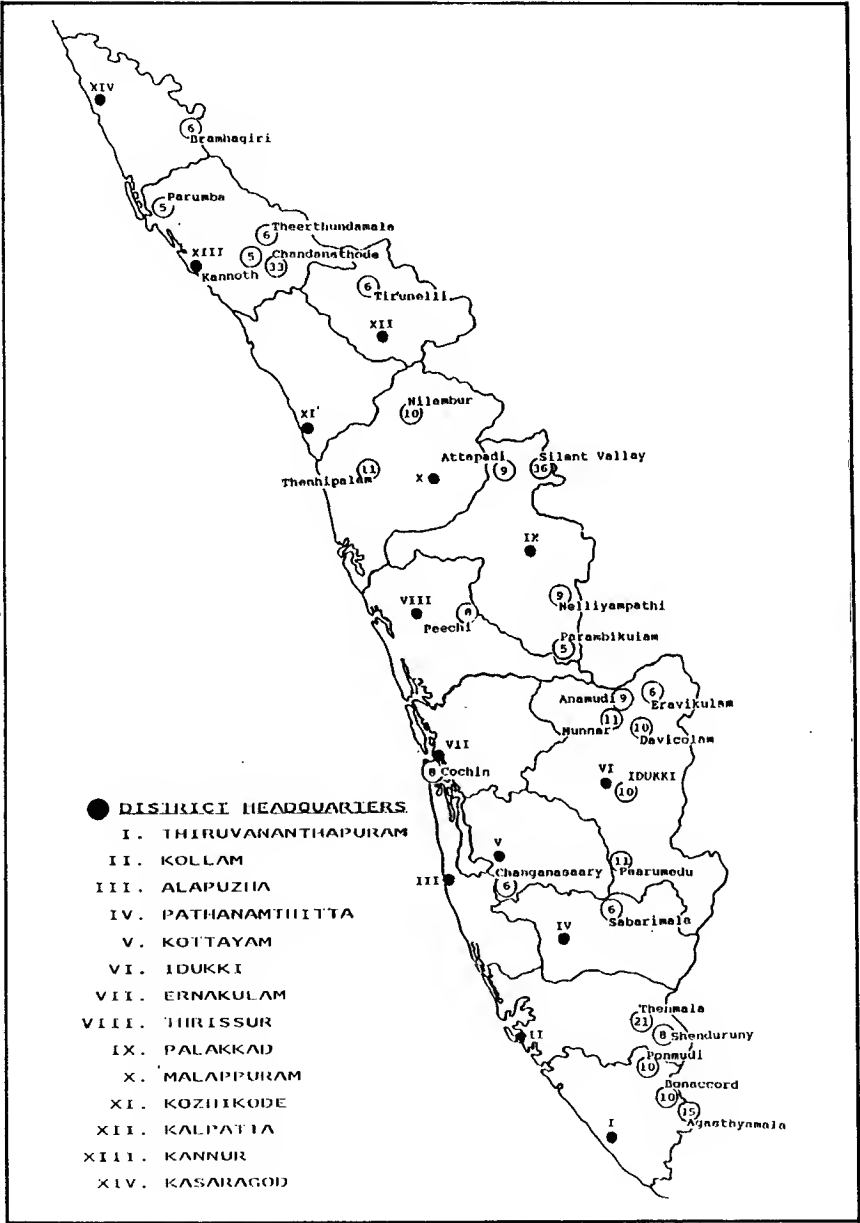 XIV
6
Bramhagiri
Parumba
5
Theerthundamala
6
XIII
5
Chandanathode
33
Kannoth
6
Tirunelli
XII
Nilambur
10
XI
Attapadi
Silant Vallay
11
9
36
Thenhipalam
X
IX
9
Nelliyampathi
VIII
Peechi
Parambikulam
5
Anamudi
9
6
Eravikulam
Munnar
11
10
Davicolam
VII
8
Cochin
VI
IDUKKI
10
DISTRICT HEADQUARTERS
I. THIRUVANANTHAPURAM
II. KOLLAM
III. ALAPUZHA
IV. PATHANAMTHITTA
V. KOTTAYAM
VI. IDUKKI
VII. ERNAKULAM
VIII. THRISSUR
IX. PALAKKAD
X. MALAPPURAM
XI. KOZHIKODE
XII. KALPATTA
XIII. KANNUR
XIV. KASARAGOD
V
11
Peerumedu
III
Changanasaary
6
6
Sabarimala
IV
Thenmala
21
8
Shenduruny
II
Ponmudi
10
Bonaccord
10
15
Agasthyamala
I